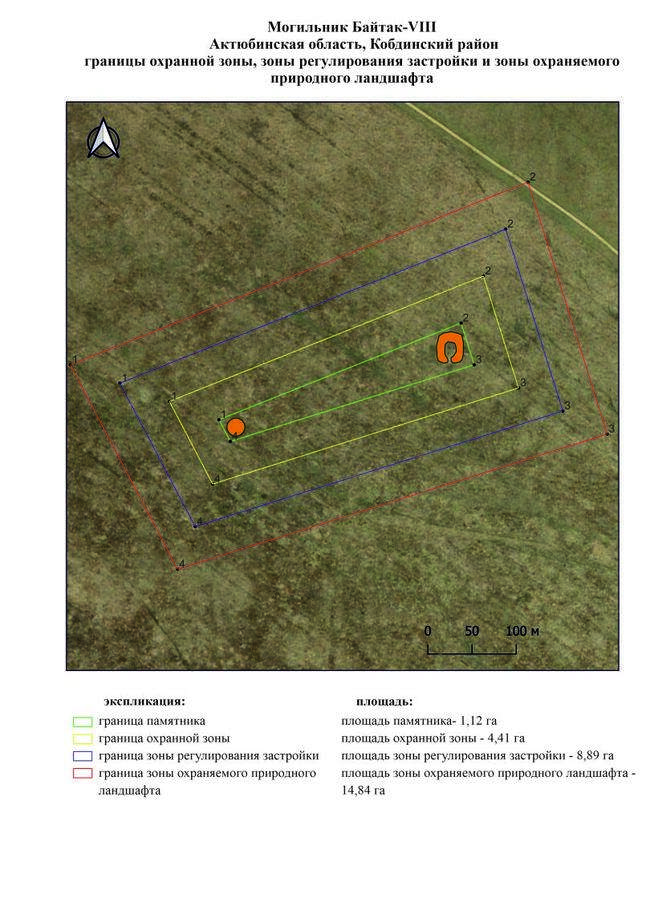 Могильник Байтак-VIII
Актюбинская область, Кобдинский район
границы охранной зоны, зоны регулирования застройки и зоны охраняемого
природного ландшафта
2
2
2
2
1
1
1
1
3
3
3
3
4
4
4
4
0 50 100 м
экспликация:
граница памятника
граница охранной зоны
граница зоны регулирования застройки
граница зоны охраняемого природного
ландшафта
площадь:
площадь памятника- 1,12 га
площадь охранной зоны - 4,41 га
площадь зоны регулирования застройки - 8,89 га
площадь зоны охраняемого природного ландшафта -
14,84 га